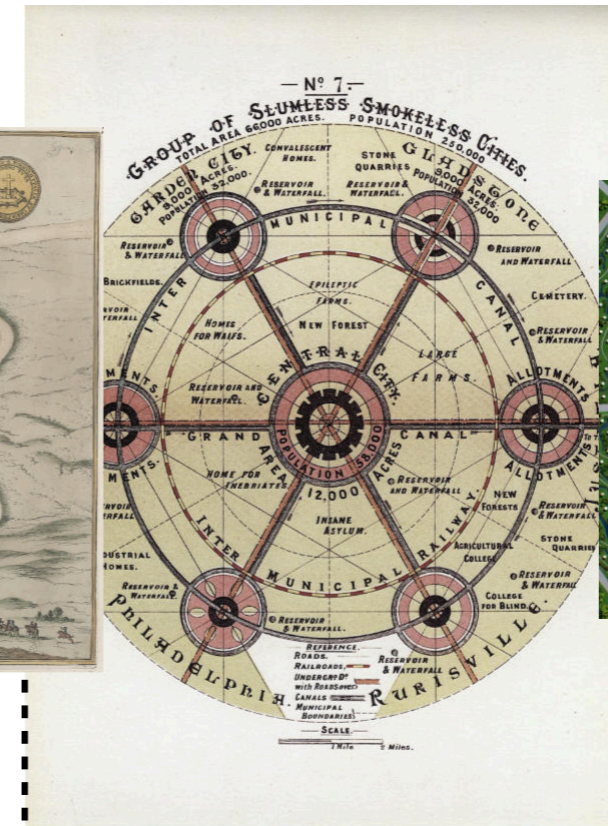 — Nº 7.—
GROUP OF SLUMLESS SMOKELESS CITIES.
TOTAL AREA 66000 ACRES. POPULATION 250,000
GARDEN CITY.
9,000 ACRES.
POPULATION 32,000.
CONVALESCENT
HOMES.
STONE
QUARRIES
GLADSTONE
9,000 ACRES.
POPULATION
32,000
RESERVOIR
& WATERFALL.
RESERVOIR &
WATERFALL.
INTER MUNICIPAL CANAL
RESERVOIR
& WATERFALL
RESERVOIR
AND WATERFALL
BRICKFIELDS.
EPILEPTIC
FARMS.
CEMETERY.
HOMES
FOR WAIFS.
NEW FOREST
LARGE
FARMS.
RESERVOIR
& WATERFALL
CENTRAL CITY.
RESERVOIR AND
WATERFALL.
ALLOTMENTS
MENTS
GRAND CANAL
POPULATION 58,000
AREA 12,000 ACRES
MENTS.
ALLOTMENTS
HOME FOR
INEBRIATES.
RESERVOIR
AND WATERFALL
NEW
FORESTS
RESERVOIR
& WATERFALL
INSANE
ASYLUM.
STONE
INTER MUNICIPAL RAILWAY.
AGRICULTURAL
COLLEGE
HOMES.
RESERVOIR &
WATERFALL.
RESERVOIR
& WATERFALL
COLLEGE
FOR BLIND.
RESERVOIR
& WATERFALL.
PHILADELPHIA.
RURISVILLE.
REFERENCE.
ROADS.
RAILROADS.
UNDERGRD Dº
with ROADS over
CANALS
MUNICIPAL
BOUNDARIES
RESERVOIR
& WATERFALL
SCALE.
1 Mile 2 Miles.